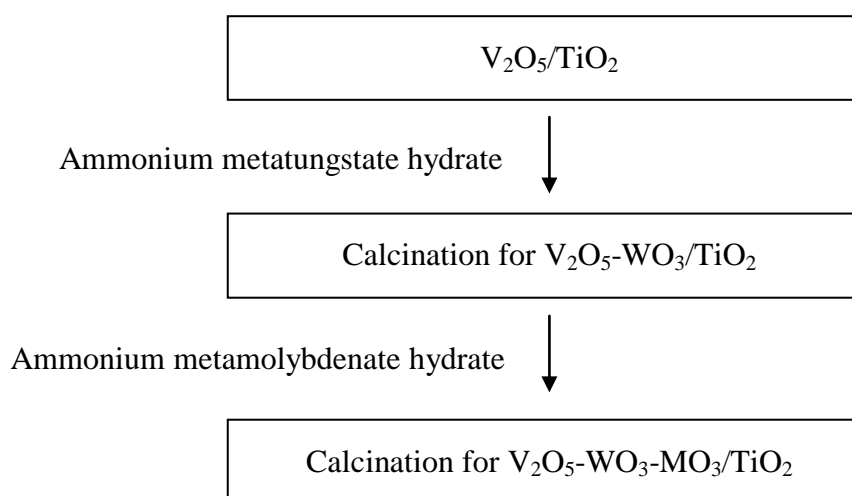 V₂O₅/TiO₂
Ammonium metatungstate hydrate
Calcination for V₂O₅-WO₃/TiO₂
Ammonium metamolybdenate hydrate
Calcination for V₂O₅-WO₃-MO₃/TiO₂